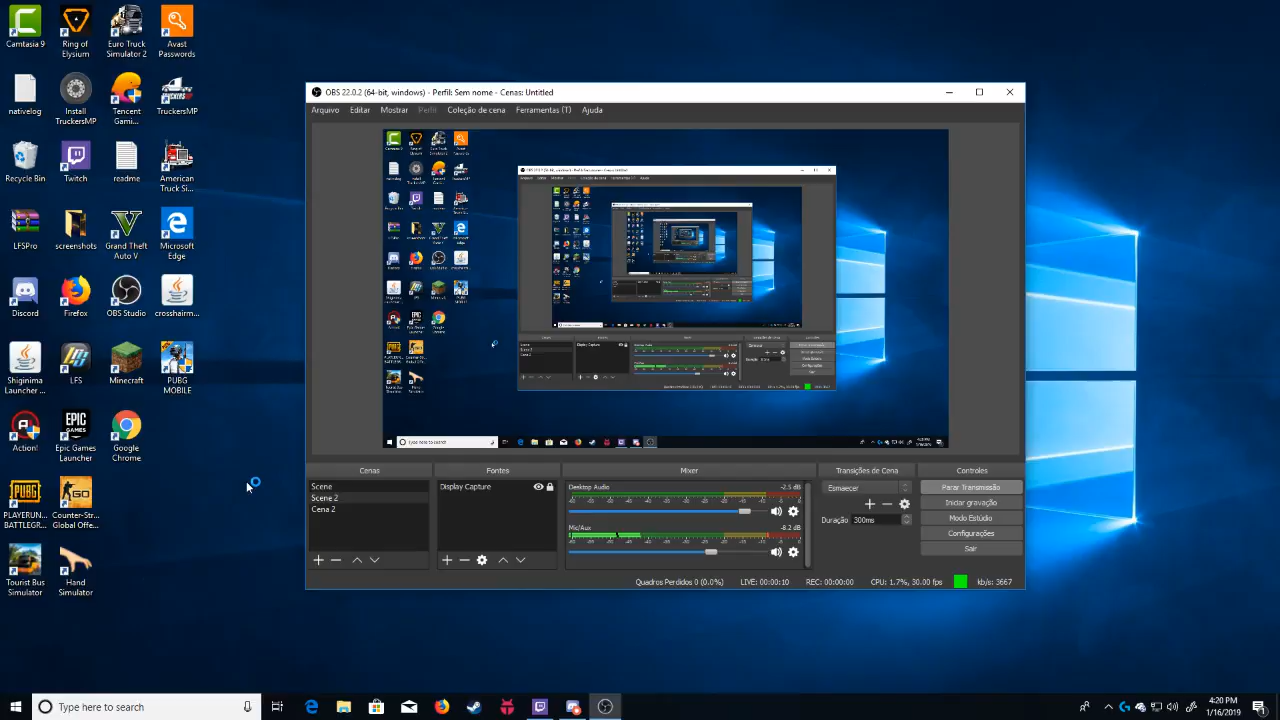 Camtasia 9
Ring of Elysium
Euro Truck Simulator 2
Avast Passwords
nativelog
Install TruckersMP
Tencent Gami...
TruckersMP
Recycle Bin
Twitch
readme
American Truck Si...
LFSPro
screenshots
Grand Theft Auto V
Microsoft Edge
Discord
Firefox
OBS Studio
crosshairm...
Shiginima Launcher ...
LFS
Minecraft
PUBG MOBILE
Action!
Epic Games Launcher
Google Chrome
PLAYERUN... BATTLEGR...
Counter-Str... Global Offe...
Tourist Bus Simulator
Hand Simulator
OBS 22.0.2 (64-bit, windows) - Perfil: Sem nome - Cenas: Untitled
Arquivo Editar Mostrar Perfil Coleção de cena Ferramentas (T) Ajuda
Cenas
Scene
Scene 2
Cena 2
Fontes
Display Capture
Mixer
Desktop Audio -2.5 dB
Mic/Aux -8.2 dB
Transições de Cena
Esmaecer
Duração 300ms
Controles
Parar Transmissão
Iniciar gravação
Modo Estúdio
Configurações
Sair
Quadros Perdidos 0 (0.0%) LIVE: 00:00:10 REC: 00:00:00 CPU: 1.7%, 30.00 fps kb/s: 3667
Type here to search
4:20 PM
1/16/2019